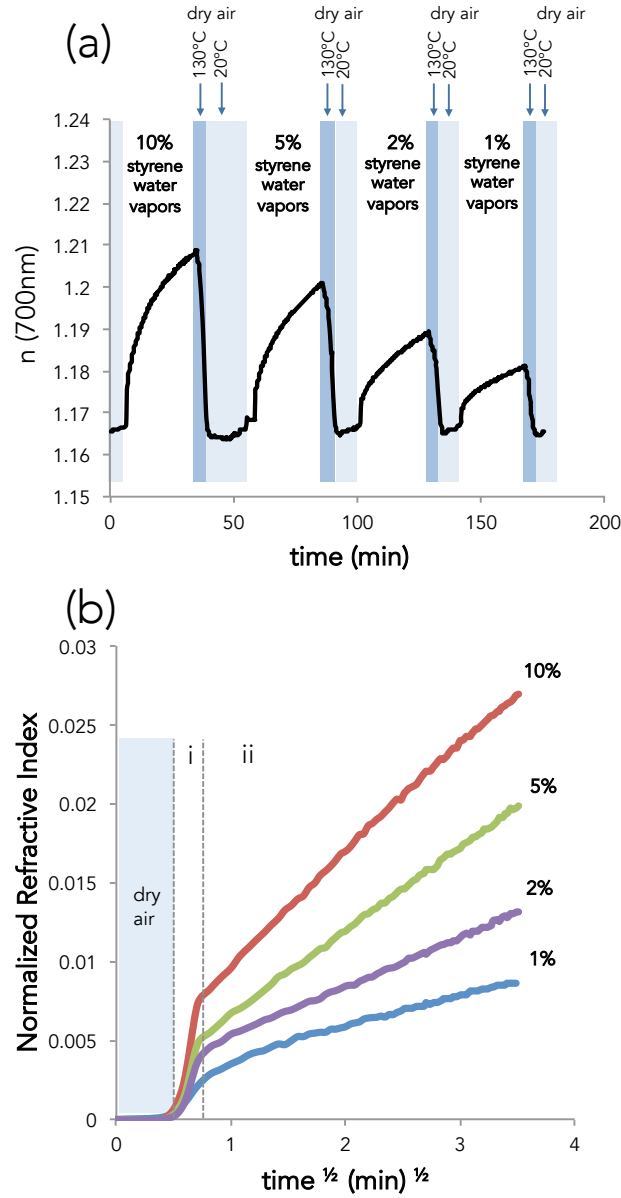 (a)
dry air
dry air
dry air
dry air
130°C
20°C
130°C
20°C
130°C
20°C
130°C
20°C
1.24
1.23
1.22
1.21
1.2
1.19
1.18
1.17
1.16
1.15
n (700nm)
10%
styrene
water
vapors
5%
styrene
water
vapors
2%
styrene
water
vapors
1%
styrene
water
vapors
0
50
100
150
200
time (min)
(b)
0.03
0.025
0.02
0.015
0.01
0.005
0
Normalized Refractive Index
dry
air
i
ii
10%
5%
2%
1%
0
1
2
3
4
time ½ (min) ½